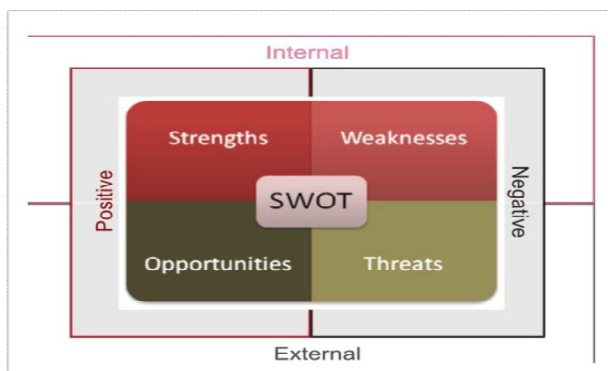 Internal
Strengths
Weaknesses
Positive
SWOT
Negative
Opportunities
Threats
External